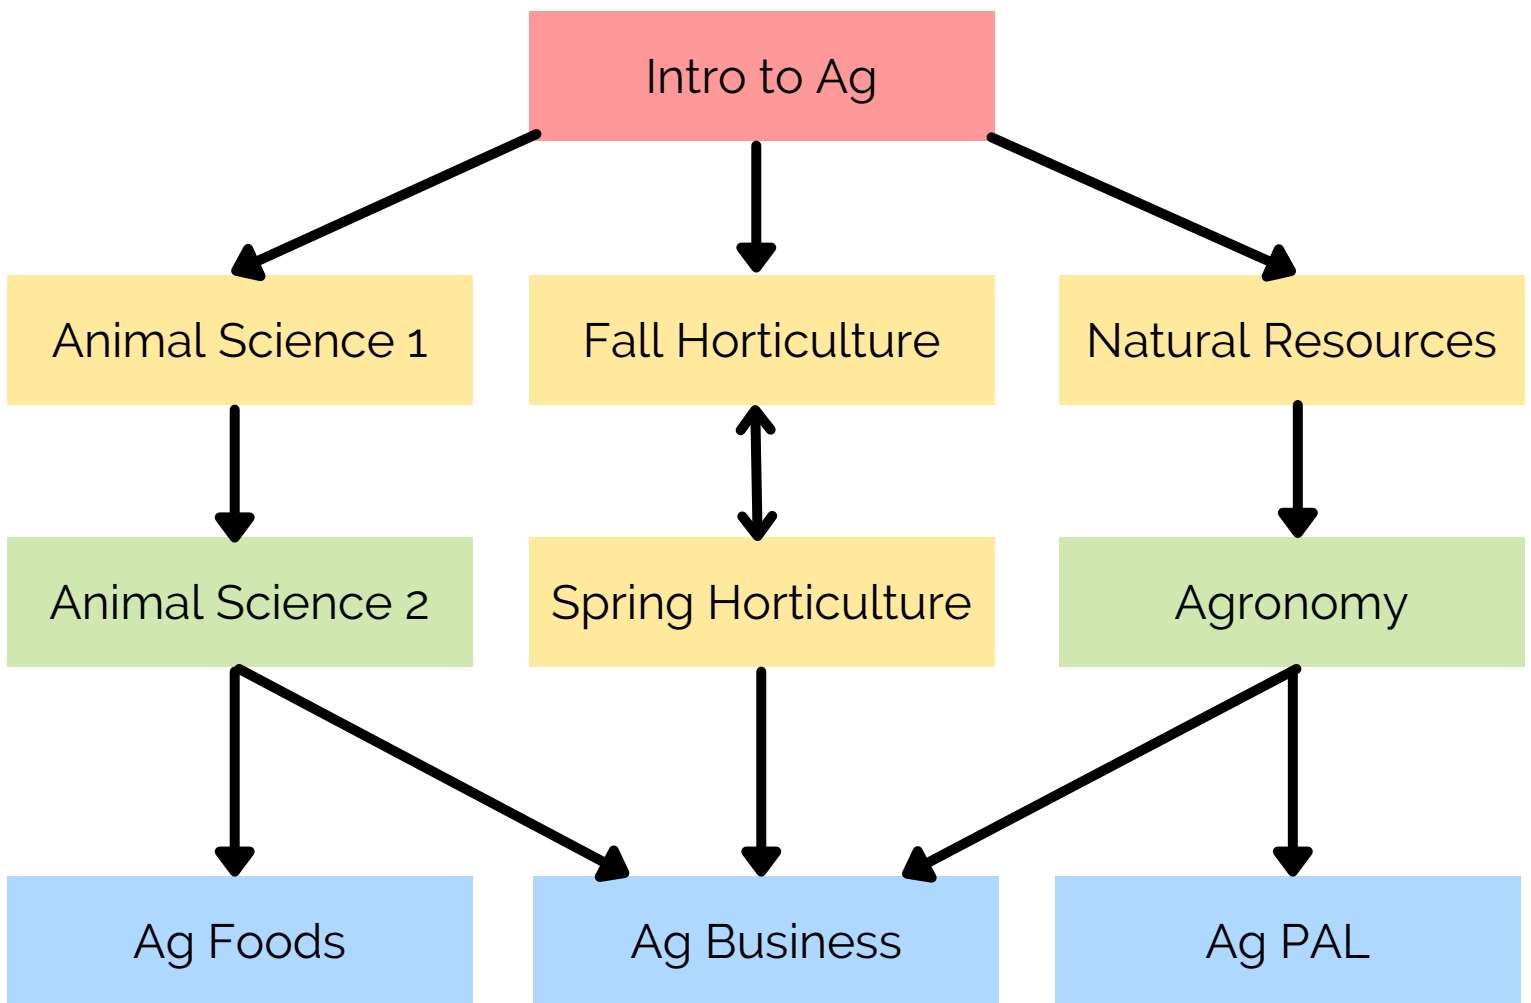 Intro to Ag
Animal Science 1
Fall Horticulture
Natural Resources
Animal Science 2
Spring Horticulture
Agronomy
Ag Foods
Ag Business
Ag PAL